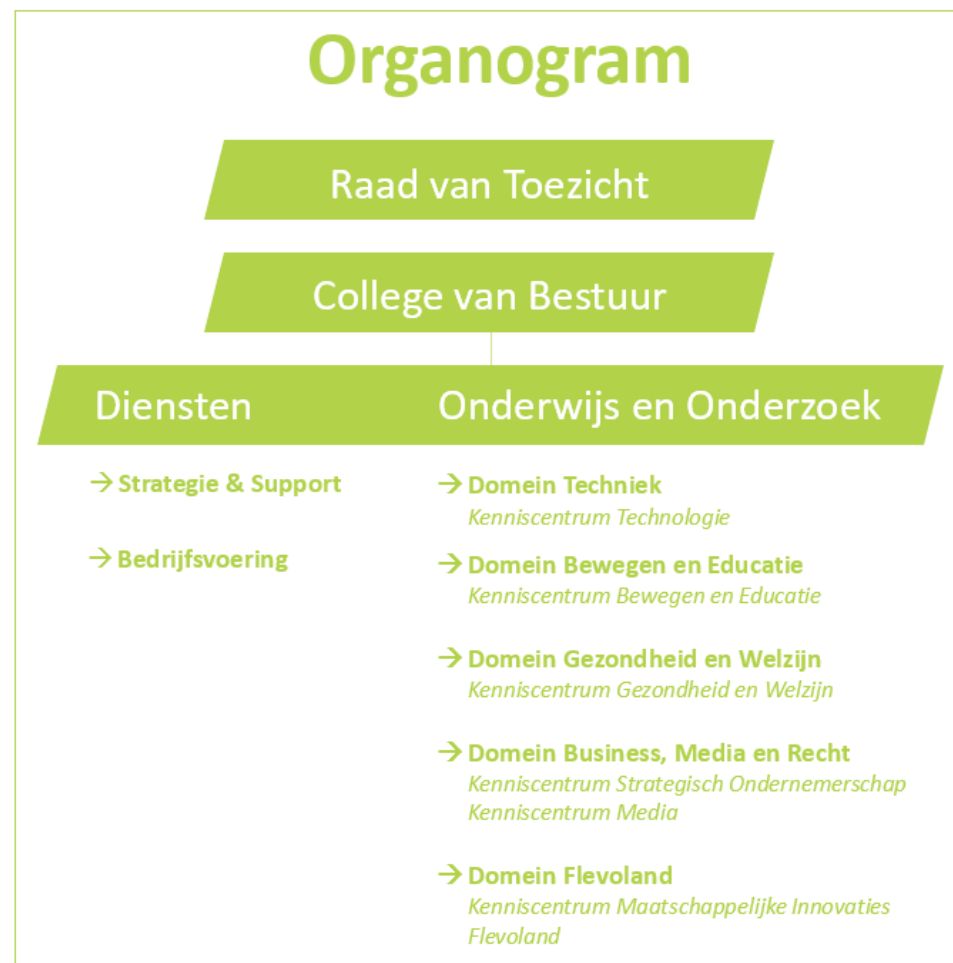 Organogram
Raad van Toezicht
College van Bestuur
Diensten
→ Strategie & Support
→ Bedrijfsvoering
Onderwijs en Onderzoek
→ Domein Techniek
Kenniscentrum Technologie
→ Domein Bewegen en Educatie
Kenniscentrum Bewegen en Educatie
→ Domein Gezondheid en Welzijn
Kenniscentrum Gezondheid en Welzijn
→ Domein Business, Media en Recht
Kenniscentrum Strategisch Ondernemerschap
Kenniscentrum Media
→ Domein Flevoland
Kenniscentrum Maatschappelijke Innovaties
Flevoland